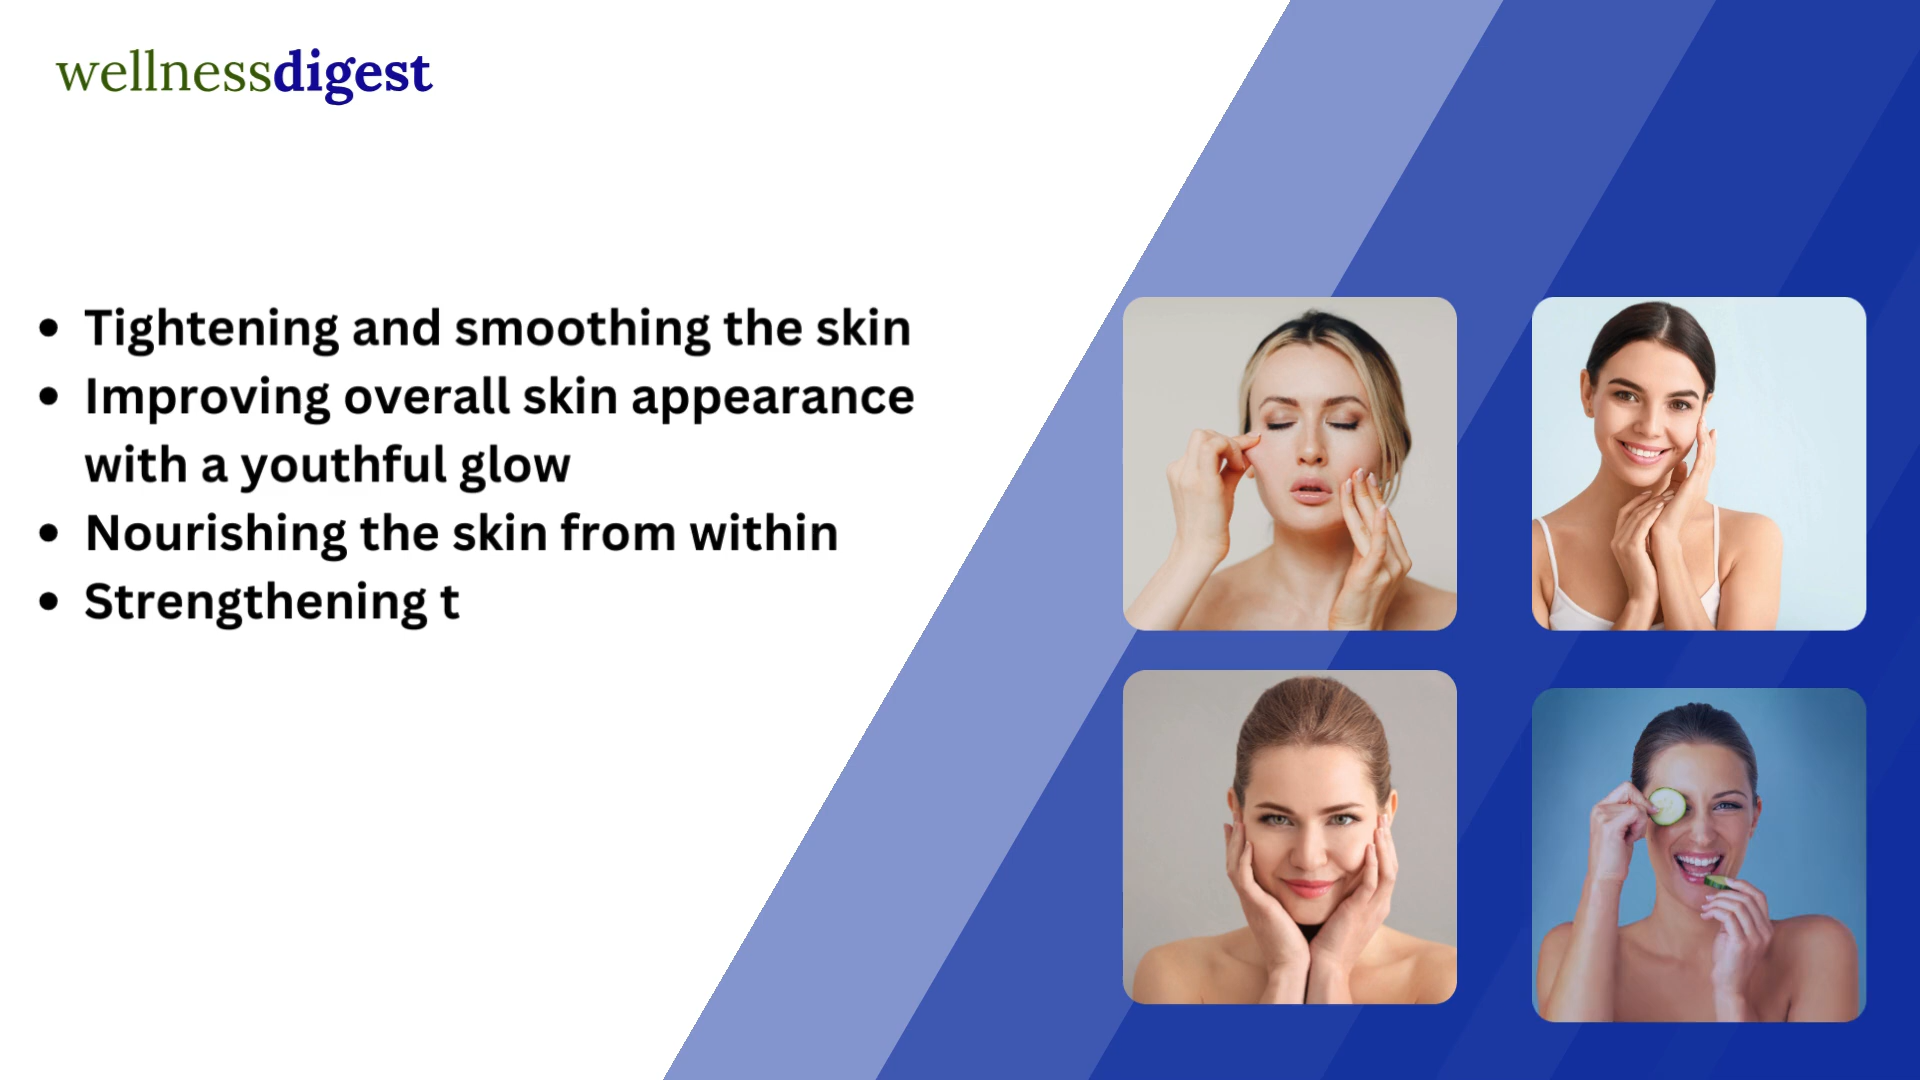 wellnessdigest
• Tightening and smoothing the skin
• Improving overall skin appearance
with a youthful glow
• Nourishing the skin from within
• Strengthening t